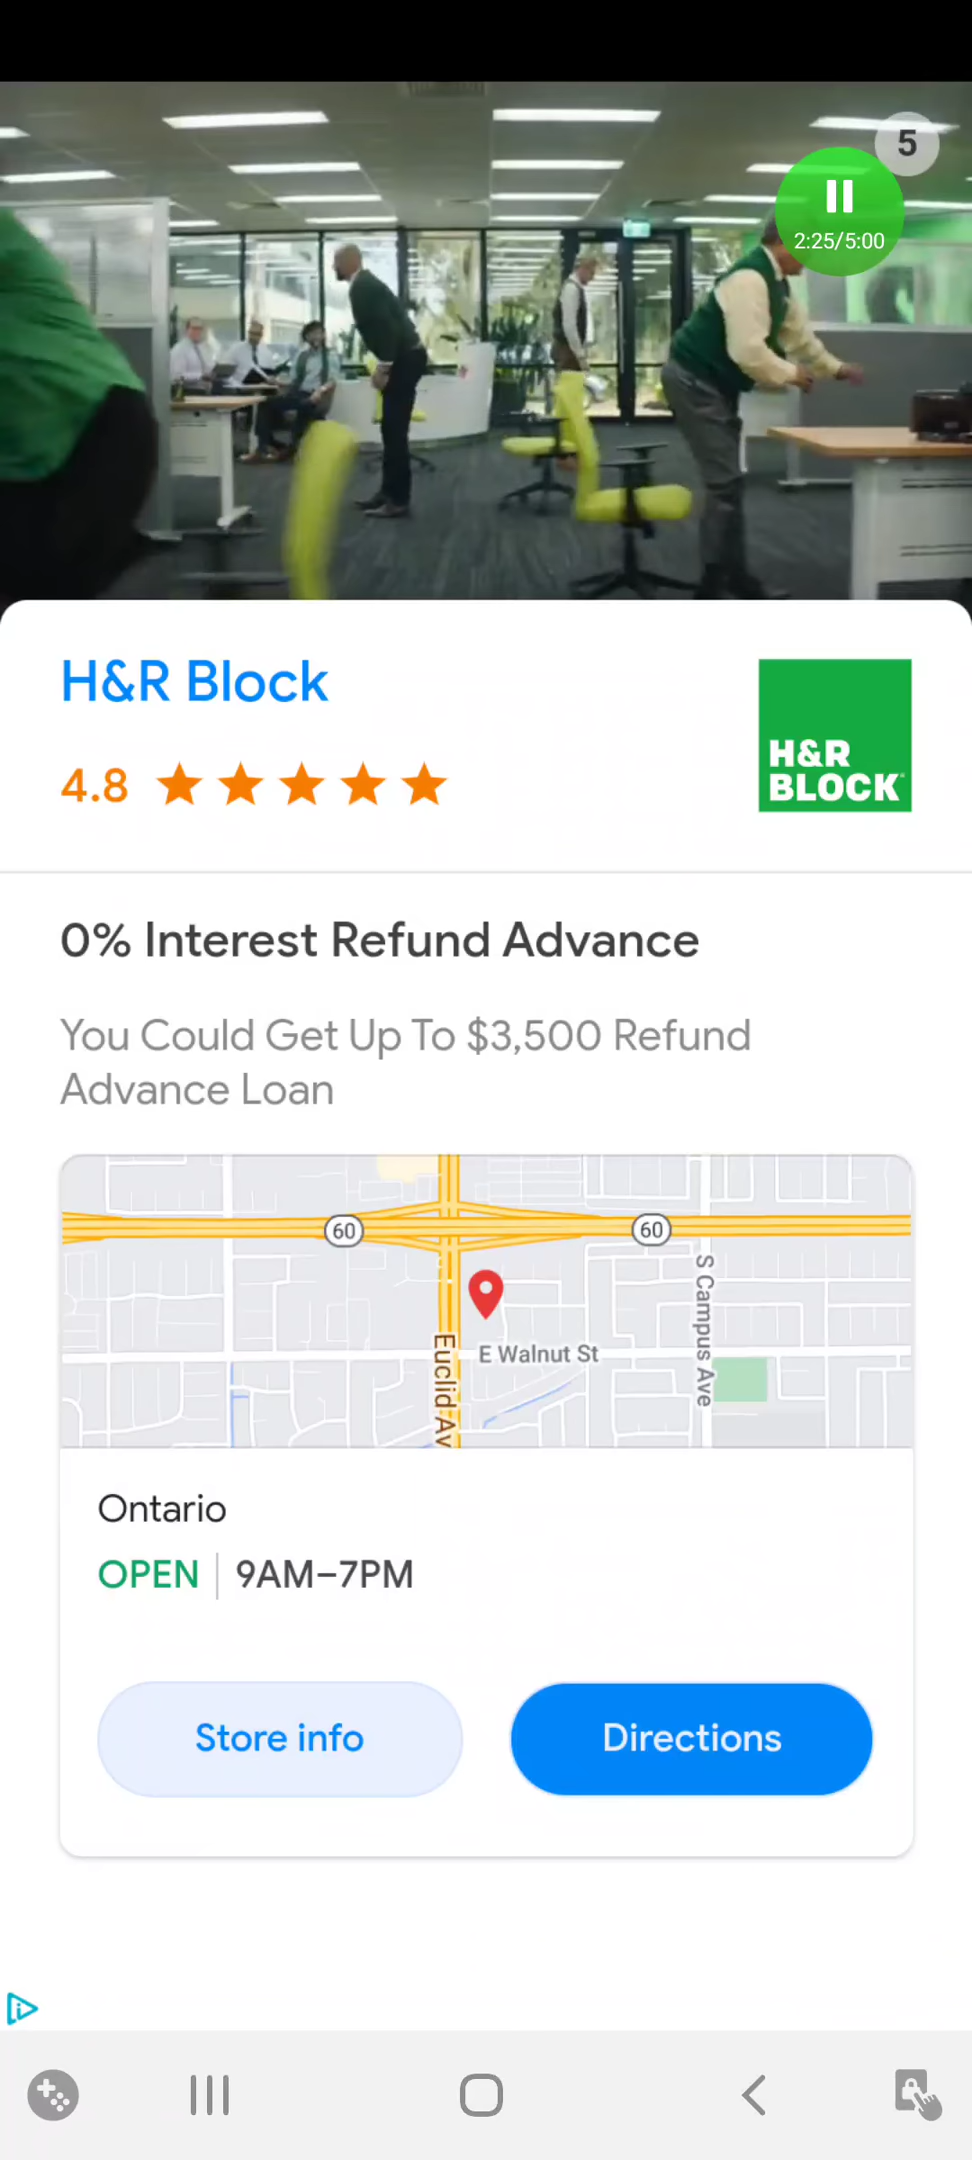 5
2:25/5:00
H&R Block
4.8
H&R
BLOCK
0% Interest Refund Advance
You Could Get Up To $3,500 Refund
Advance Loan
60
60
S Campus Ave
Euclid Av
E Walnut St
Ontario
OPEN
9AM–7PM
Store info
Directions